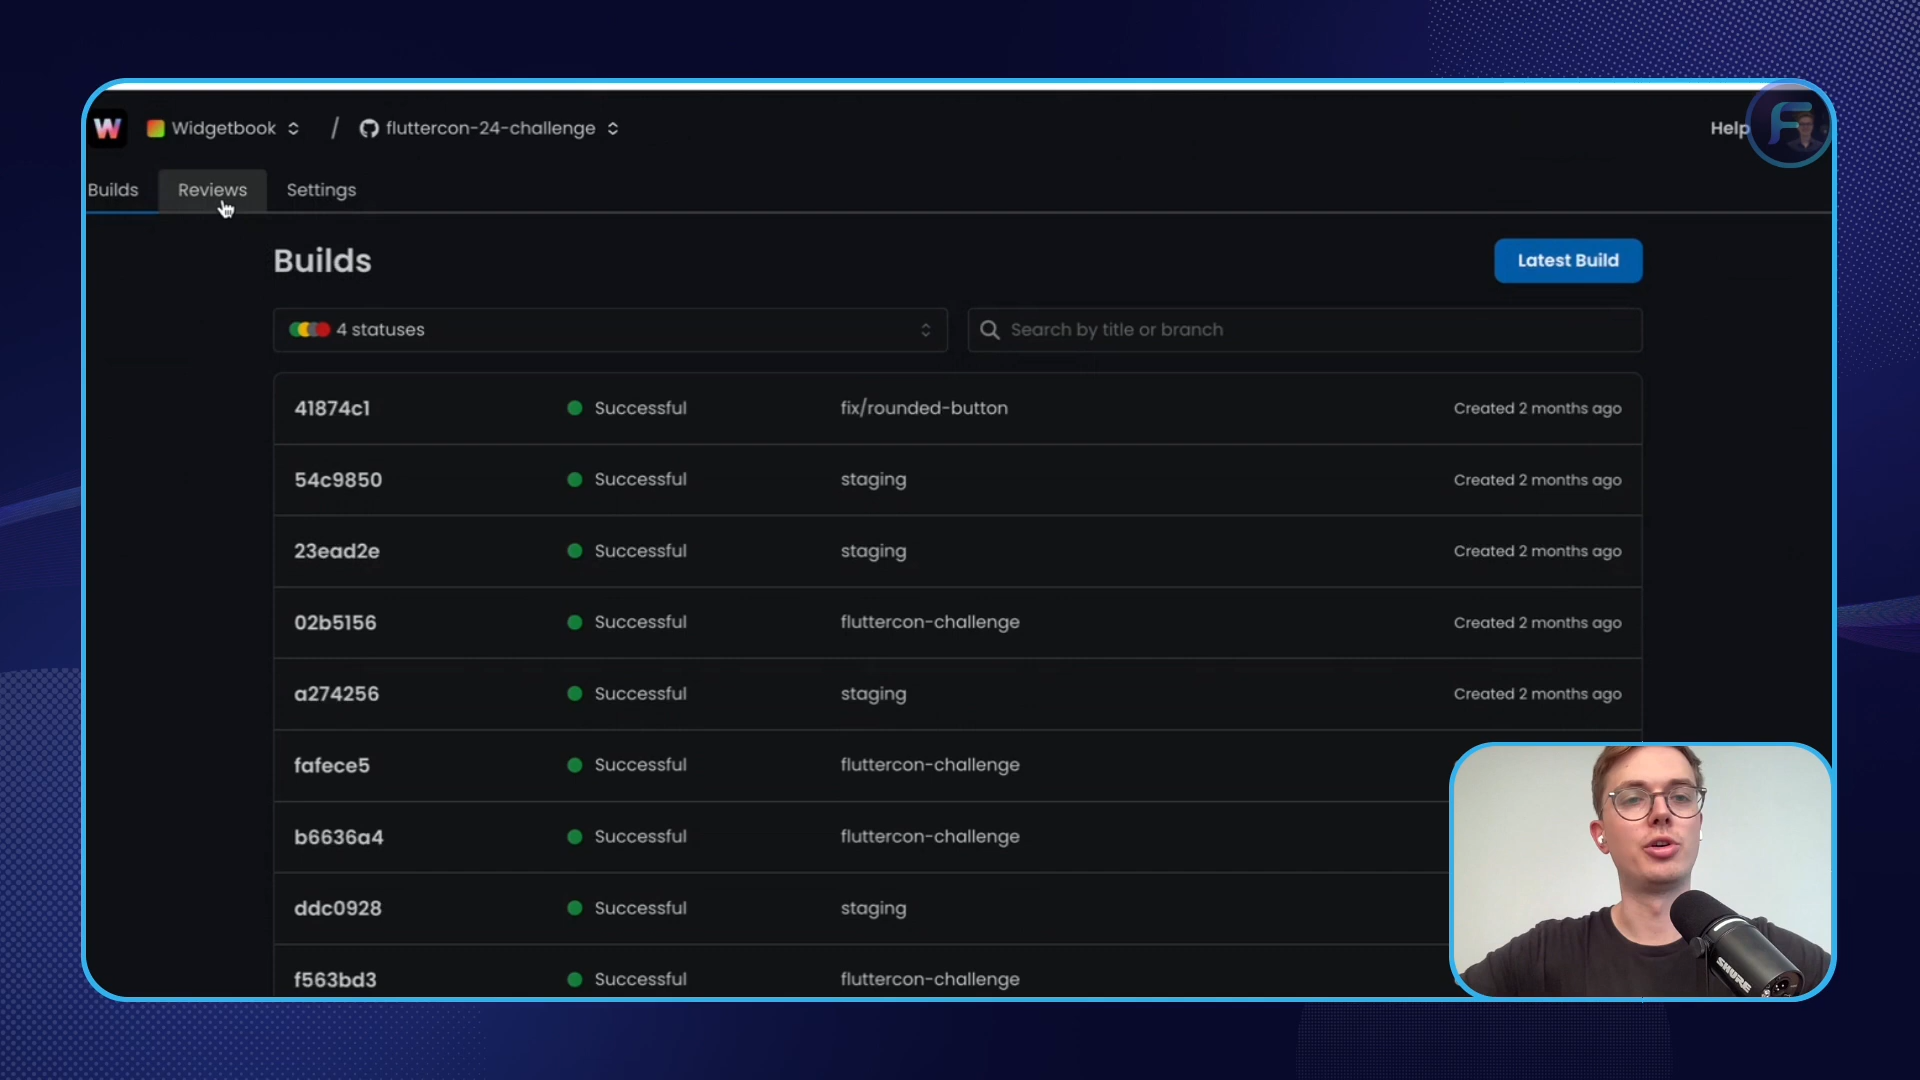 W Widgetbook / fluttercon-24-challenge Help
Builds Reviews Settings
Builds
Latest Build
4 statuses
Search by title or branch
41874c1 Successful fix/rounded-button Created 2 months ago
54c9850 Successful staging Created 2 months ago
23ead2e Successful staging Created 2 months ago
02b5156 Successful fluttercon-challenge Created 2 months ago
a274256 Successful staging Created 2 months ago
fafece5 Successful fluttercon-challenge
b6636a4 Successful fluttercon-challenge
ddc0928 Successful staging
f563bd3 Successful fluttercon-challenge
SHURE